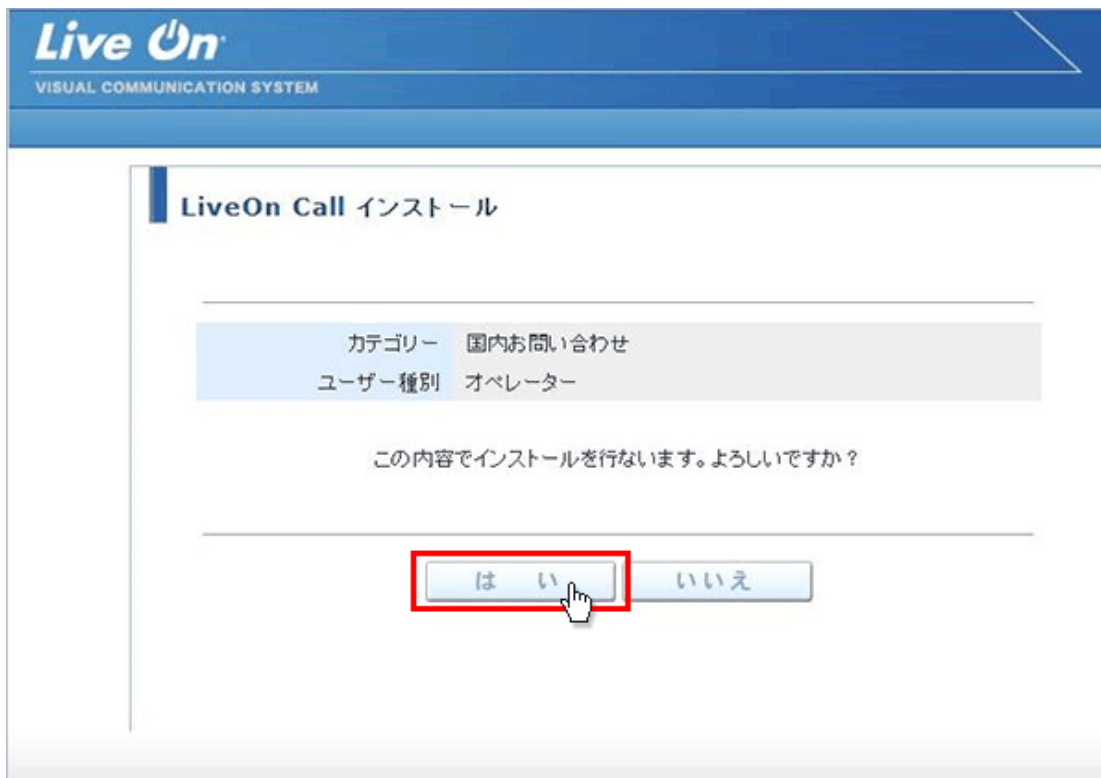 Live On
VISUAL COMMUNICATION SYSTEM
LiveOn Call インストール
カテゴリー 国内お問い合わせ
ユーザー種別 オペレーター
この内容でインストールを行ないます。よろしいですか？
は い いいえ